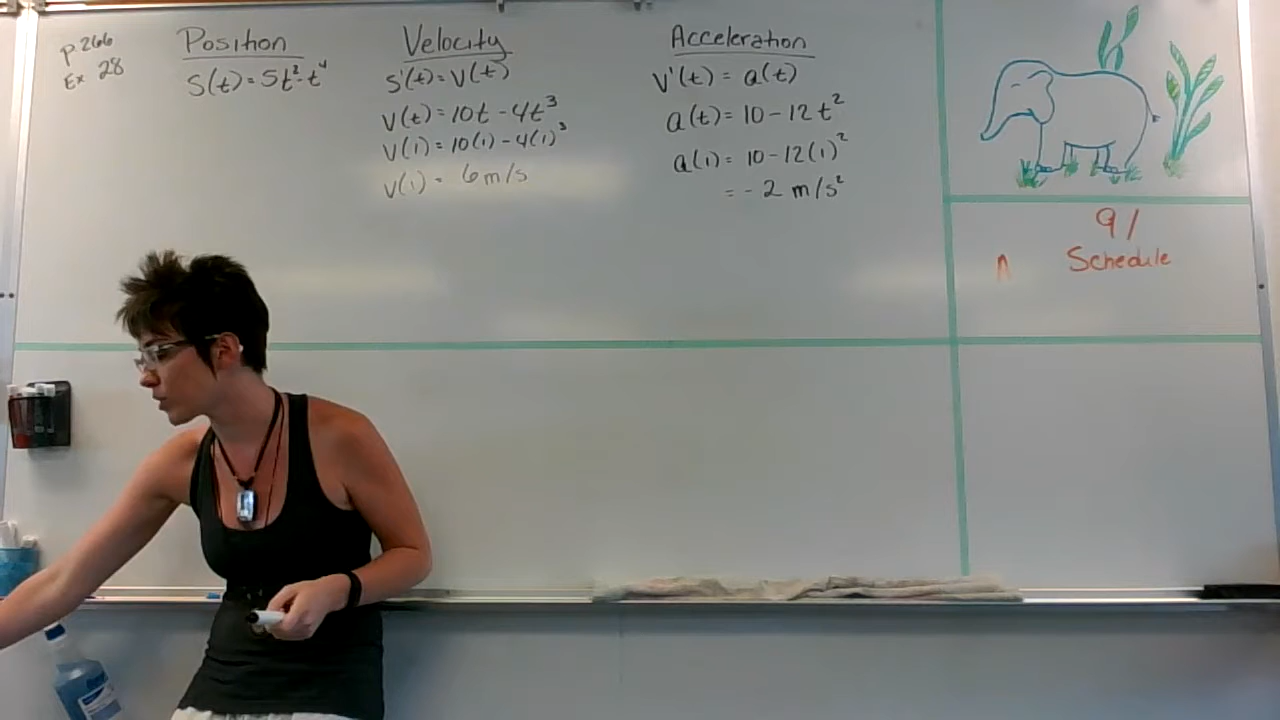 p.266
Ex 28
Position
S(t) = 5t² - t⁴
Velocity
s'(t) = v(t)
v(t) = 10t - 4t³
v(1) = 10(1) - 4(1)³
v(1) = 6 m/s
Acceleration
v'(t) = a(t)
a(t) = 10 - 12t²
a(1) = 10 - 12(1)²
= -2 m/s²
9/
Schedule